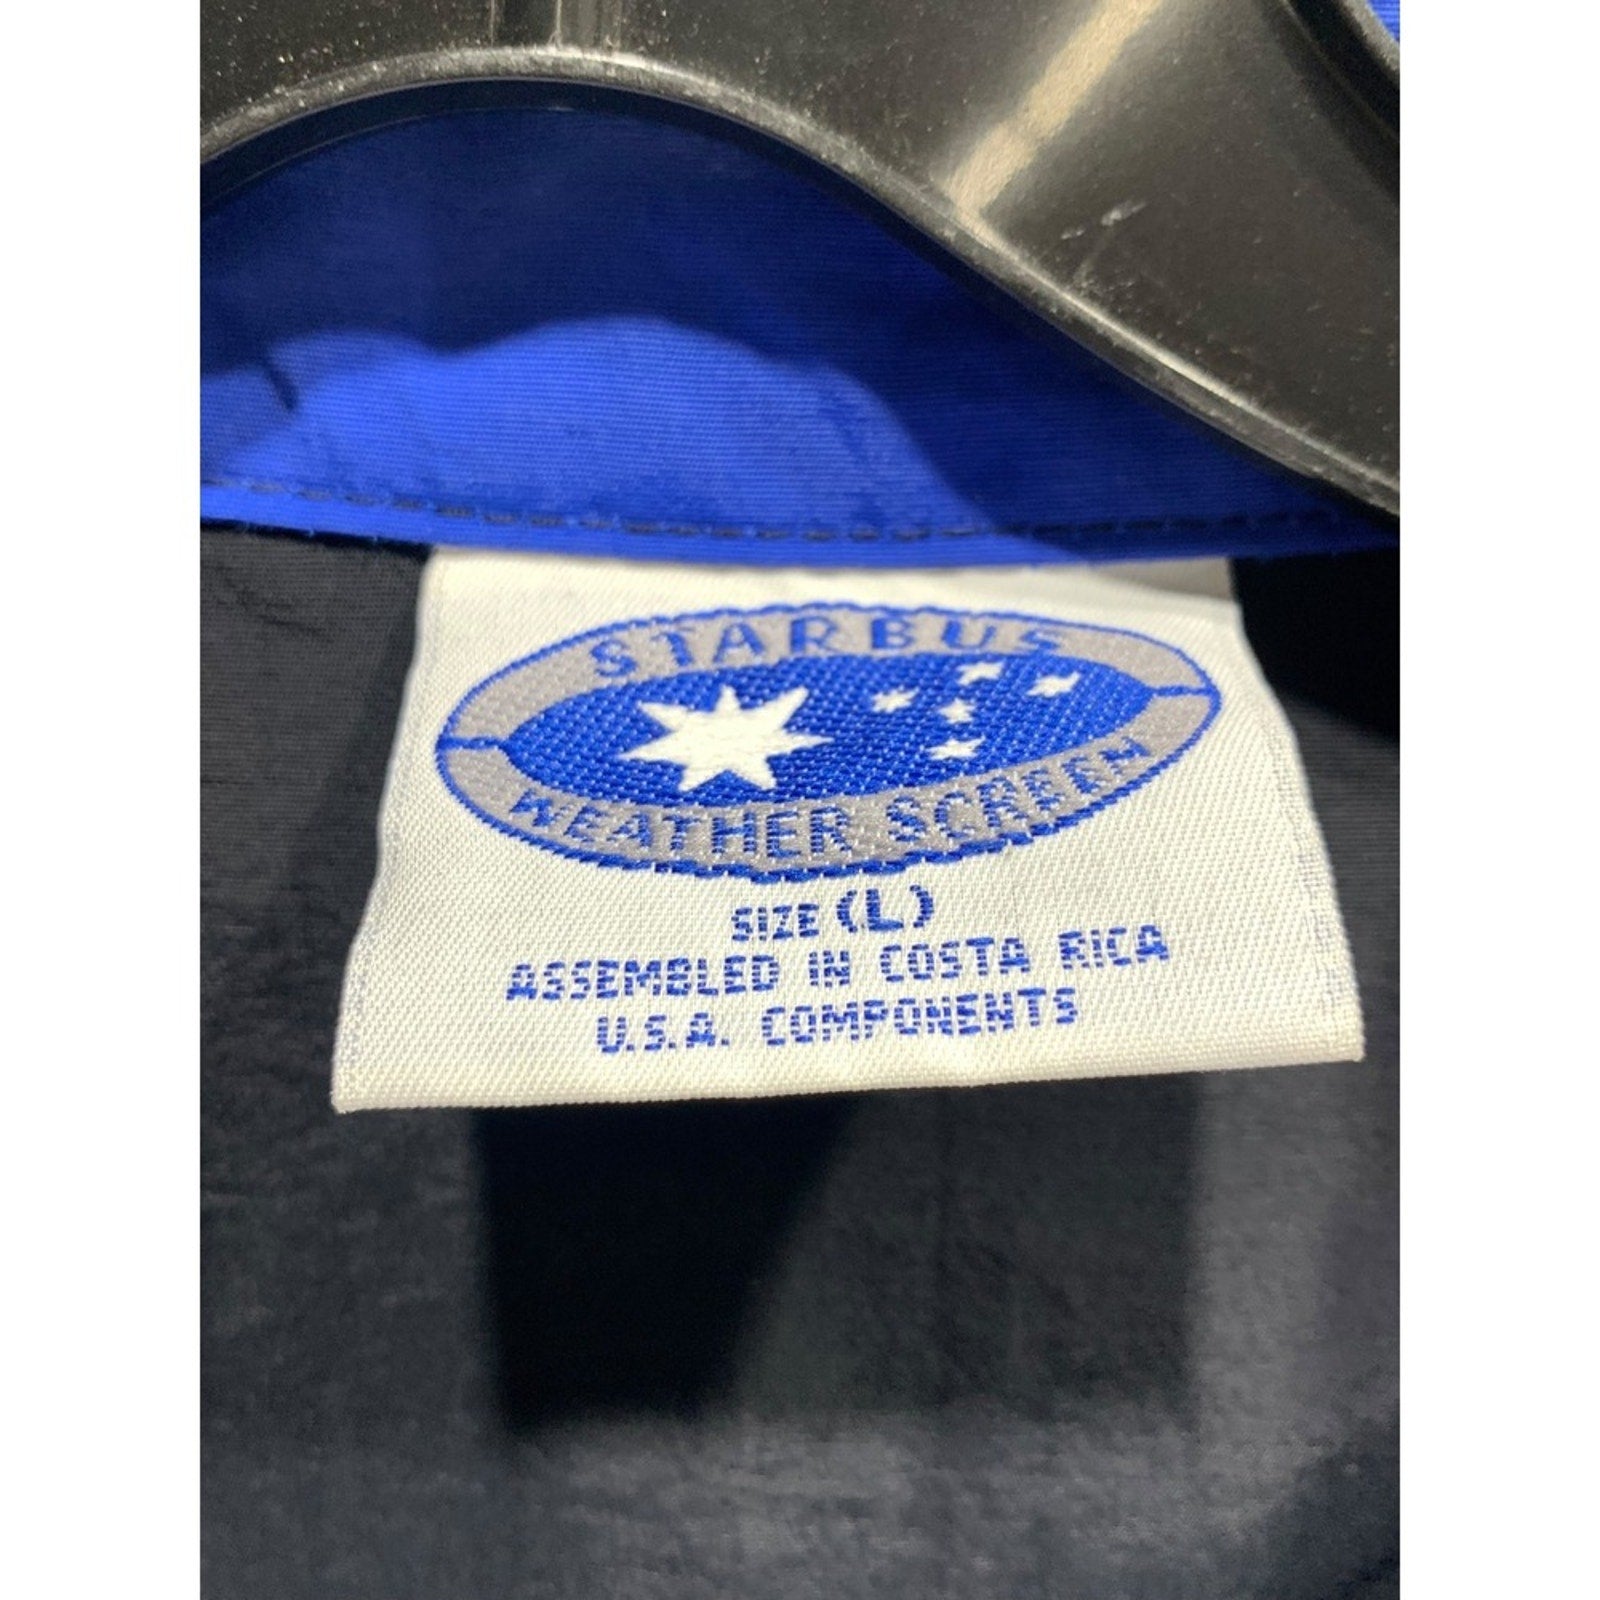 STARBUS
WEATHER SCREEN
SIZE (L)
ASSEMBLED IN COSTA RICA
U.S.A. COMPONENTS